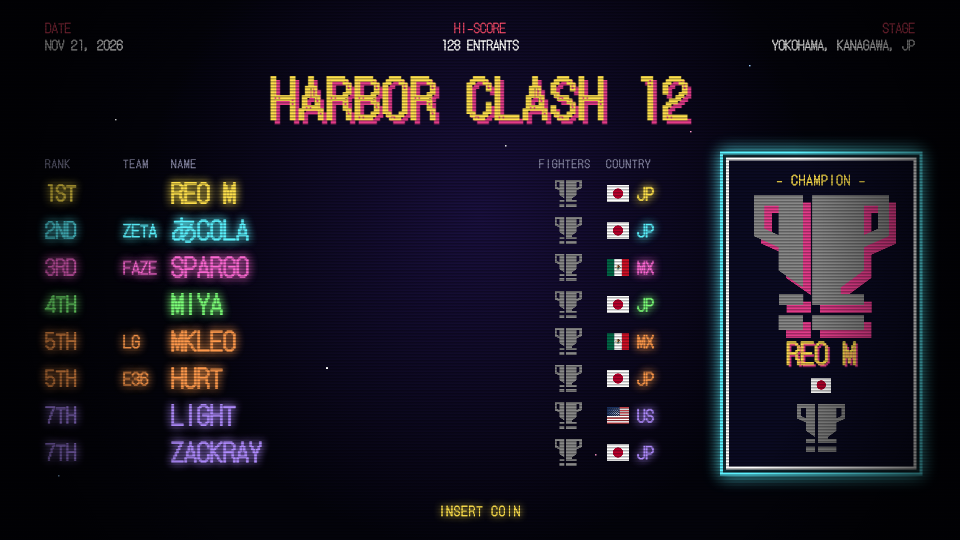 DATE
NOV 21, 2026
HI-SCORE
128 ENTRANTS
STAGE
YOKOHAMA, KANAGAWA, JP
HARBOR CLASH 12
RANK TEAM NAME FIGHTERS COUNTRY
1ST REO M JP
2ND ZETA あCOLA JP
3RD FAZE SPARGO MX
4TH MIYA JP
5TH LG MKLEO MX
5TH E36 HURT JP
7TH LIGHT US
7TH ZACKRAY JP
- CHAMPION -
REO M
INSERT COIN